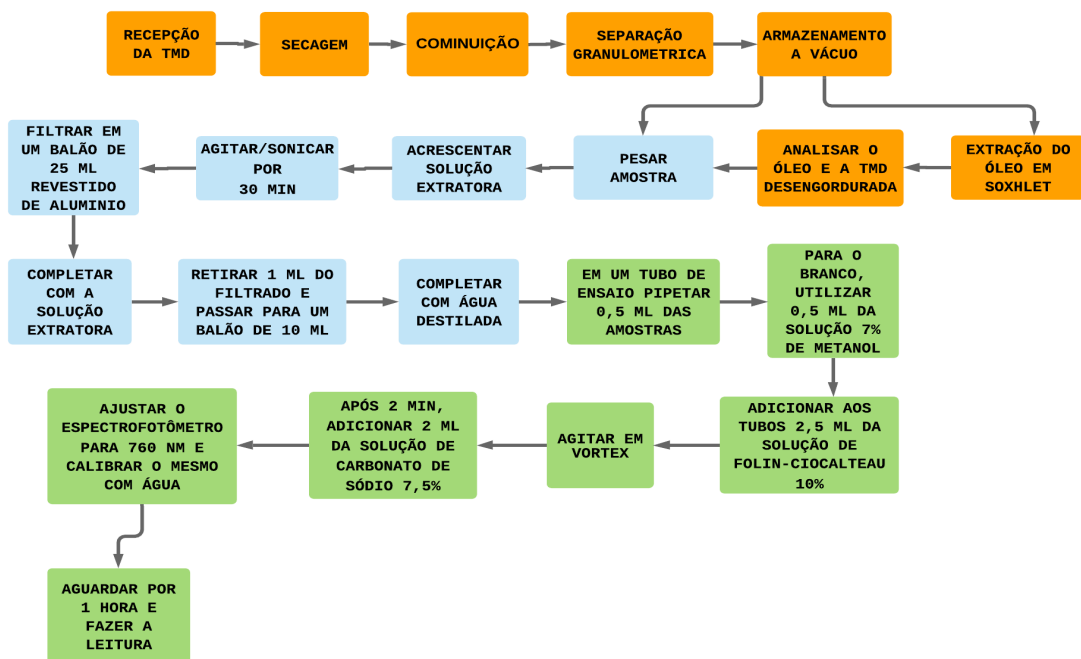 RECEPÇÃO
DA TMD
SECAGEM
COMINUIÇÃO
SEPARAÇÃO
GRANULOMETRICA
ARMAZENAMENTO
A VÁCUO
EXTRAÇÃO DO
ÓLEO EM
SOXHLET
ANALISAR O
ÓLEO E A TMD
DESENGORDURADA
PESAR
AMOSTRA
ACRESCENTAR
SOLUÇÃO
EXTRATORA
AGITAR/SONICAR
POR
30 MIN
FILTRAR EM
UM BALÃO DE
25 ML
REVESTIDO
DE ALUMINIO
COMPLETAR
COM A
SOLUÇÃO
EXTRATORA
RETIRAR 1 ML DO
FILTRADO E
PASSAR PARA UM
BALÃO DE 10 ML
COMPLETAR
COM ÁGUA
DESTILADA
EM UM TUBO DE
ENSAIO PIPETAR
0,5 ML DAS
AMOSTRAS
PARA O
BRANCO,
UTILIZAR
0,5 ML DA
SOLUÇÃO 7%
DE METANOL
ADICIONAR AOS
TUBOS 2,5 ML DA
SOLUÇÃO DE
FOLIN-CIOCALTEAU
10%
AGITAR EM
VORTEX
APÓS 2 MIN,
ADICIONAR 2 ML
DA SOLUÇÃO DE
CARBONATO DE
SÓDIO 7,5%
AJUSTAR O
ESPECTROFOTÔMETRO
PARA 760 NM E
CALIBRAR O MESMO
COM ÁGUA
AGUARDAR POR
1 HORA E
FAZER A
LEITURA